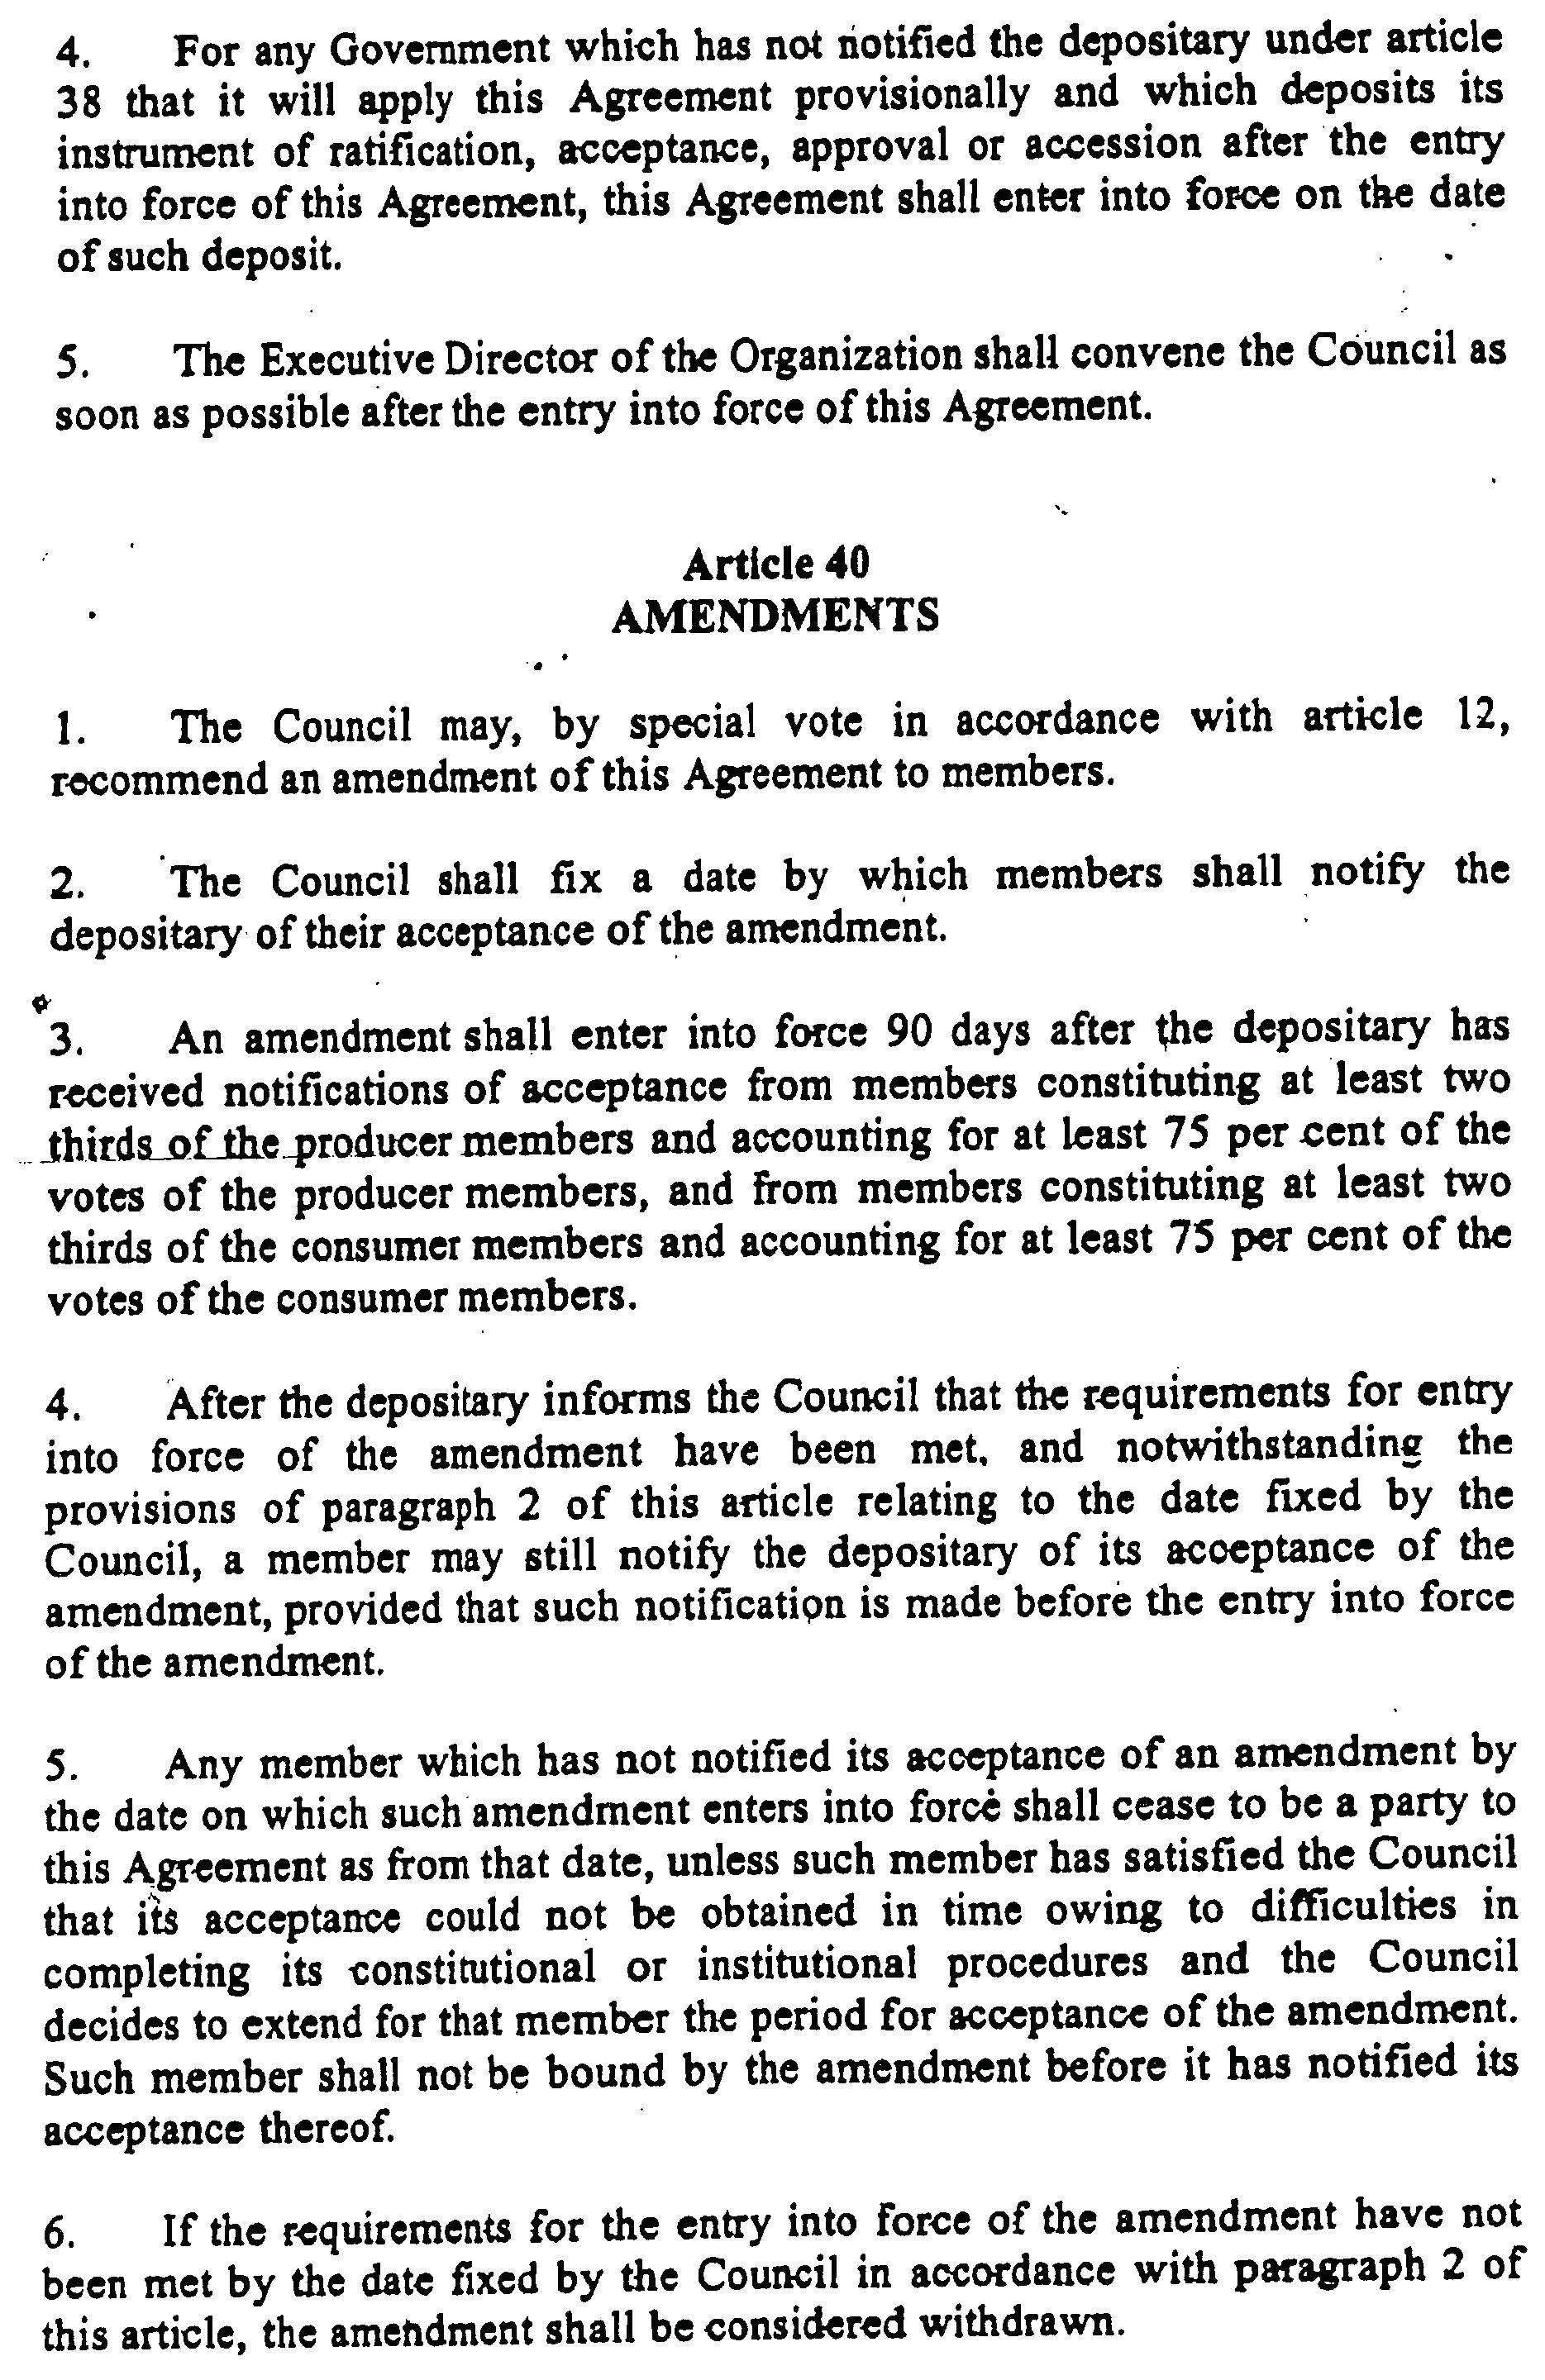 4. For any Government which has not notified the depositary under article
38 that it will apply this Agreement provisionally and which deposits its
instrument of ratification, acceptance, approval or accession after the entry
into force of this Agreement, this Agreement shall enter into force on the date
of such deposit.
5. The Executive Director of the Organization shall convene the Council as
soon as possible after the entry into force of this Agreement.
Article 40
AMENDMENTS
1. The Council may, by special vote in accordance with article 12,
recommend an amendment of this Agreement to members.
2. The Council shall fix a date by which members shall notify the
depositary of their acceptance of the amendment.
3. An amendment shall enter into force 90 days after the depositary has
received notifications of acceptance from members constituting at least two
thirds of the producer members and accounting for at least 75 per cent of the
votes of the producer members, and from members constituting at least two
thirds of the consumer members and accounting for at least 75 per cent of the
votes of the consumer members.
4. After the depositary informs the Council that the requirements for entry
into force of the amendment have been met, and notwithstanding the
provisions of paragraph 2 of this article relating to the date fixed by the
Council, a member may still notify the depositary of its acceptance of the
amendment, provided that such notification is made before the entry into force
of the amendment.
5. Any member which has not notified its acceptance of an amendment by
the date on which such amendment enters into force shall cease to be a party to
this Agreement as from that date, unless such member has satisfied the Council
that its acceptance could not be obtained in time owing to difficulties in
completing its constitutional or institutional procedures and the Council
decides to extend for that member the period for acceptance of the amendment.
Such member shall not be bound by the amendment before it has notified its
acceptance thereof.
6. If the requirements for the entry into force of the amendment have not
been met by the date fixed by the Council in accordance with paragraph 2 of
this article, the amendment shall be considered withdrawn.